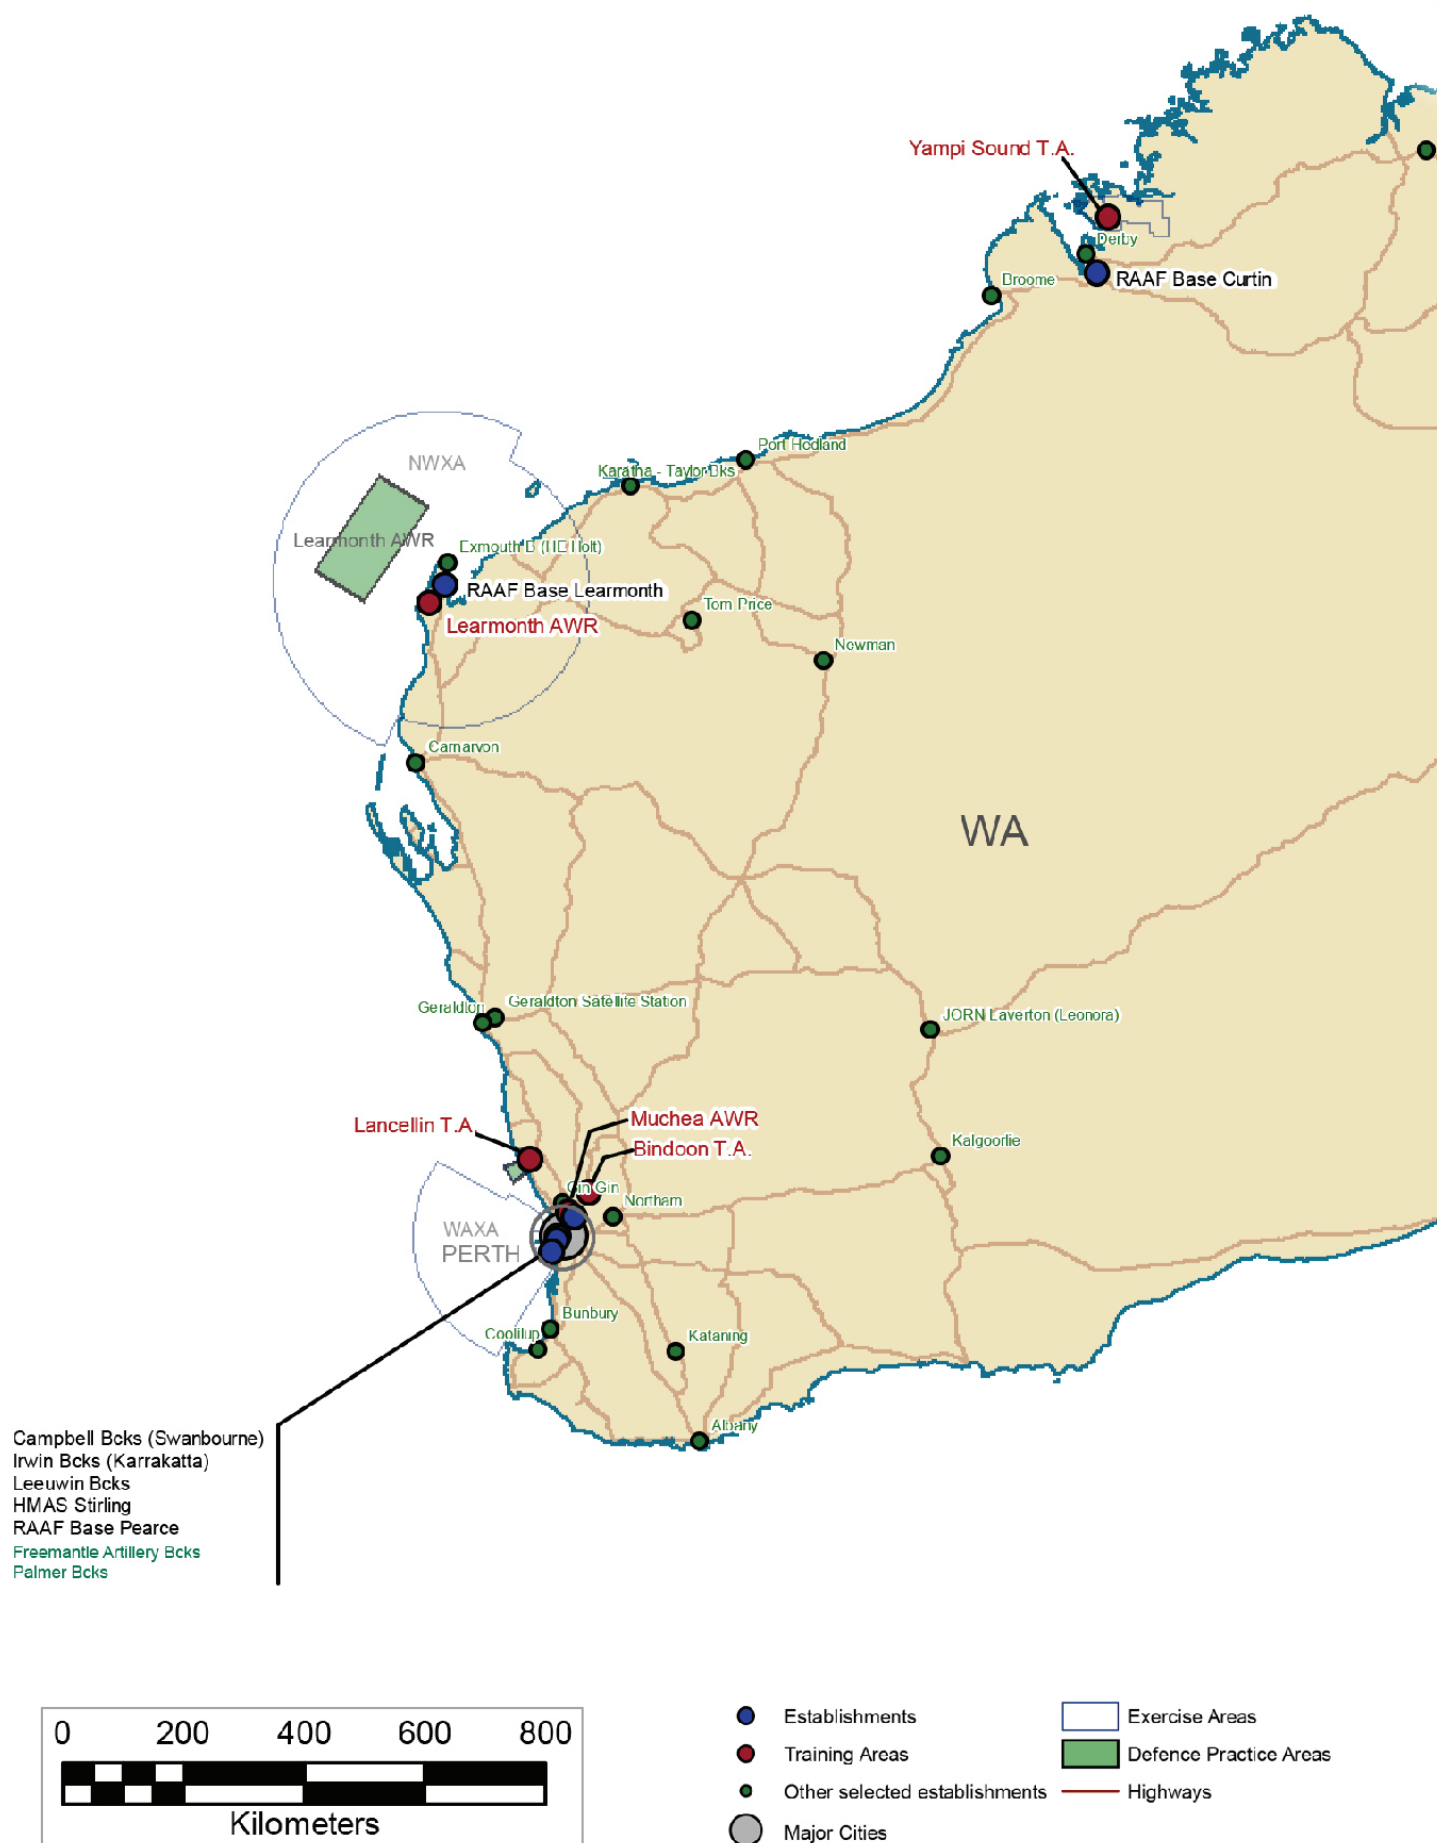 Yampi Sound T.A.
Derby
RAAF Base Curtin
Broome
Port Hedland
NWXA
Karatha - Taylor Bks
Learmonth AWR
Exmouth B (HE Holt)
RAAF Base Learmonth
Tom Price
Learmonth AWR
Newman
Carnarvon
WA
Geraldton
Geraldton Satellite Station
JORN Laverton (Leonora)
Lancellin T.A.
Muchea AWR
Bindoon T.A.
Kalgoorlie
Gin Gin
Northam
WAXA
PERTH
Bunbury
Coolilup
Kataning
Albany
Campbell Bcks (Swanbourne)
Irwin Bcks (Karrakatta)
Leeuwin Bcks
HMAS Stirling
RAAF Base Pearce
Freemantle Artillery Bcks
Palmer Bcks
0 200 400 600 800
Kilometers
Establishments
Training Areas
Other selected establishments
Major Cities
Exercise Areas
Defence Practice Areas
Highways